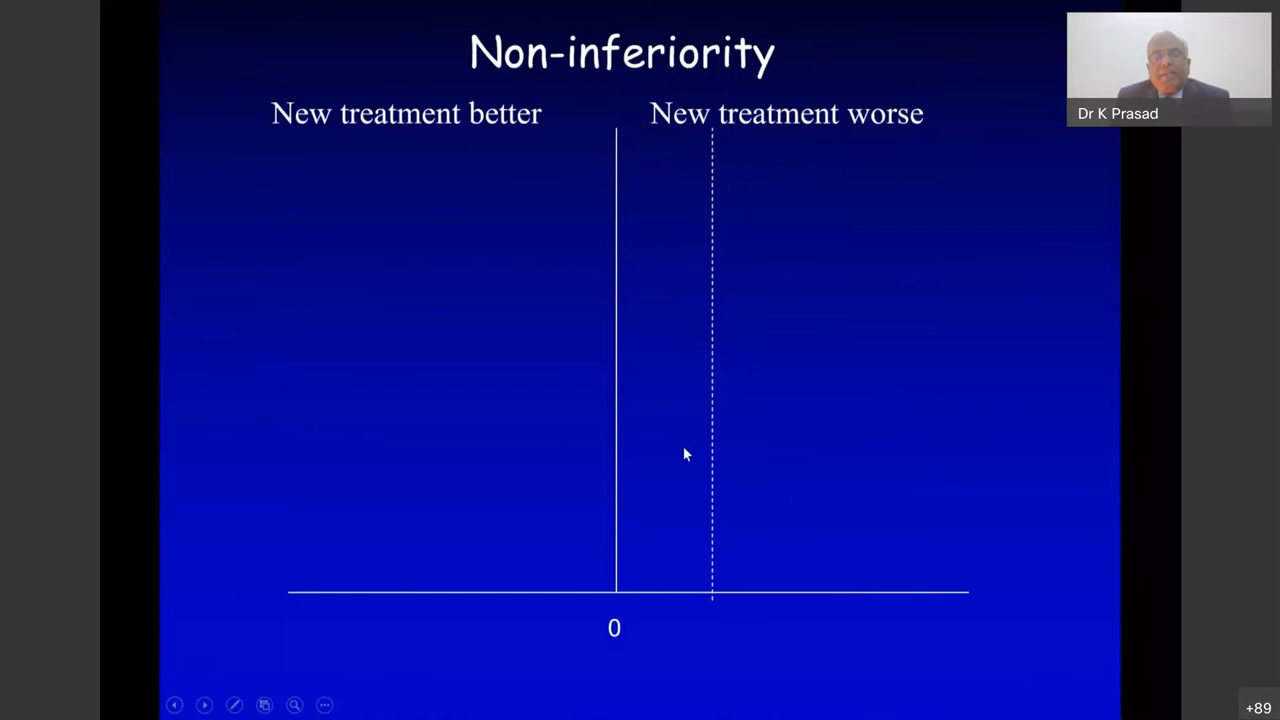 Non-inferiority
New treatment better
New treatment worse
Dr K Prasad
0
+89